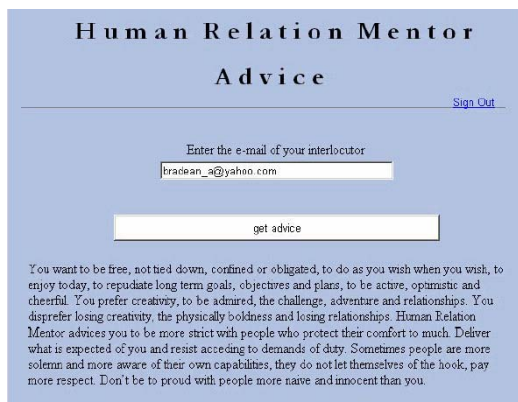 Human Relation Mentor
Advice
Sign Out
Enter the e-mail of your interlocutor
bradean_a@yahoo.com
get advice
You want to be free, not tied down, confined or obligated, to do as you wish when you wish, to
enjoy today, to repudiate long term goals, objectives and plans, to be active, optimistic and
cheerful. You prefer creativity, to be admired, the challenge, adventure and relationships. You
disprefer losing creativity, the physically boldness and losing relationships. Human Relation
Mentor advices you to be more strict with people who protect their comfort to much. Deliver
what is expected of you and resist acceding to demands of duty. Sometimes people are more
solemn and more aware of their own capabilities, they do not let themselves of the hook, pay
more respect. Don't be to proud with people more naive and innocent than you.